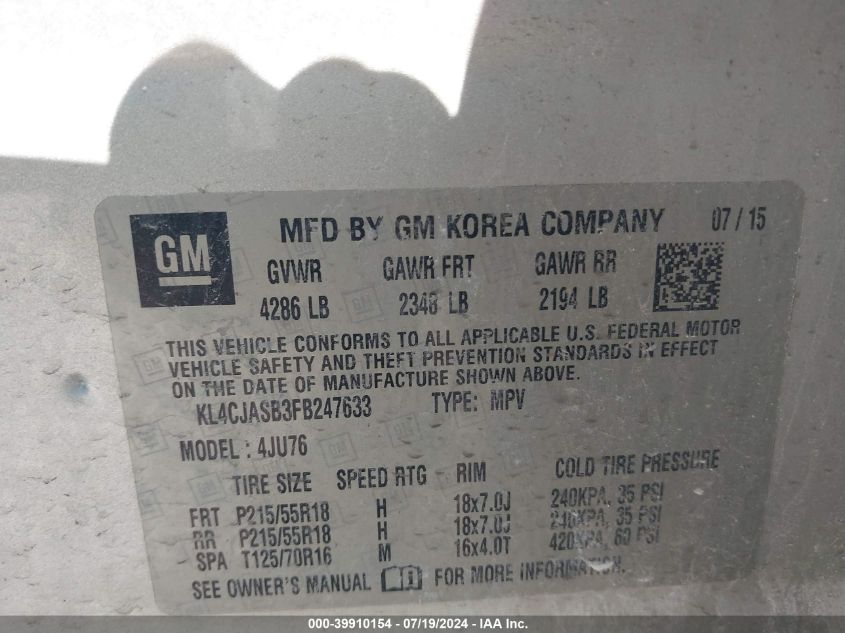 GM
MFD BY GM KOREA COMPANY 07/15
GVWR GAWR FRT GAWR RR
4286 LB 2348 LB 2194 LB
THIS VEHICLE CONFORMS TO ALL APPLICABLE U.S. FEDERAL MOTOR
VEHICLE SAFETY AND THEFT PREVENTION STANDARDS IN EFFECT
ON THE DATE OF MANUFACTURE SHOWN ABOVE.
KL4CJASB3FB247633 TYPE: MPV
MODEL : 4JU76
TIRE SIZE SPEED RTG RIM COLD TIRE PRESSURE
FRT P215/55R18 H 18x7.0J 240KPA, 35 PSI
RR P215/55R18 H 18x7.0J 240KPA, 35 PSI
SPA T125/70R16 M 16x4.0T 420KPA, 60 PSI
SEE OWNER'S MANUAL FOR MORE INFORMATION.
000-39910154 - 07/19/2024 - IAA Inc.